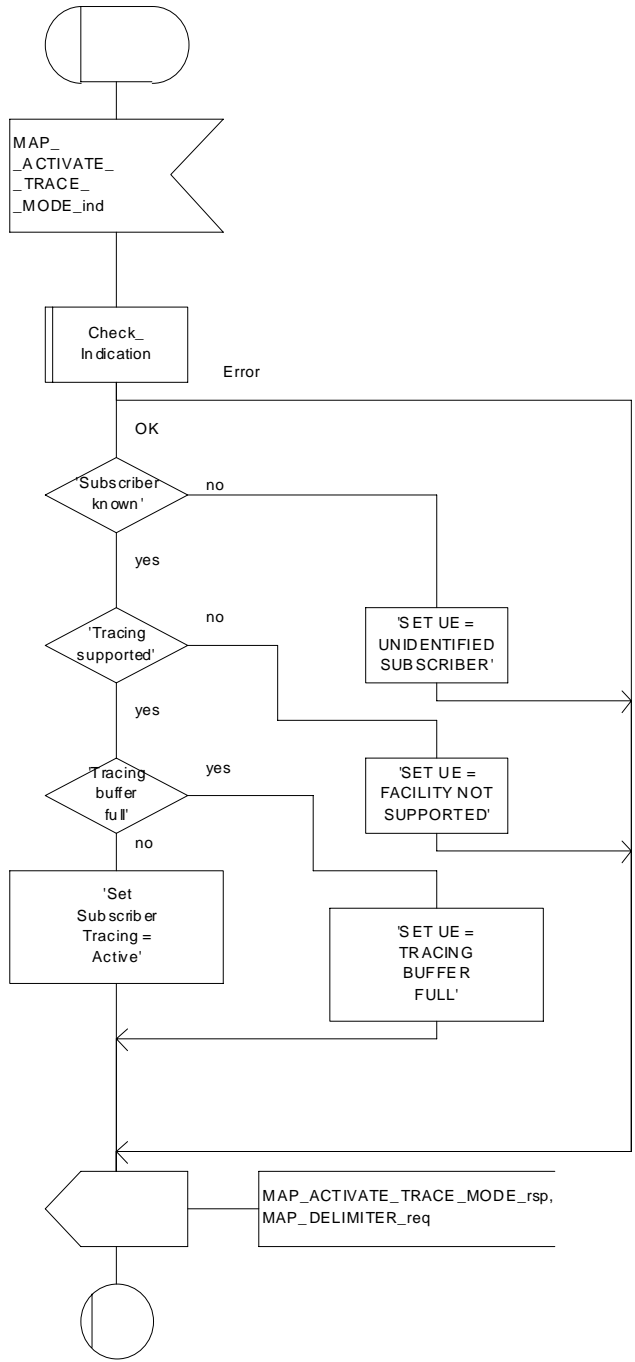 MAP_
_ACTIVATE_
_TRACE_
_MODE_ind
Check_
Indication
Error
OK
'Subscriber
known'
no
yes
'Tracing
supported'
no
'SET UE =
UNIDENTIFIED
SUBSCRIBER'
yes
'Tracing
buffer
full'
yes
'SET UE =
FACILITY NOT
SUPPORTED'
no
'Set
Subscriber
Tracing =
Active'
'SET UE =
TRACING
BUFFER
FULL'
MAP_ACTIVATE_TRACE_MODE_rsp,
MAP_DELIMITER_req